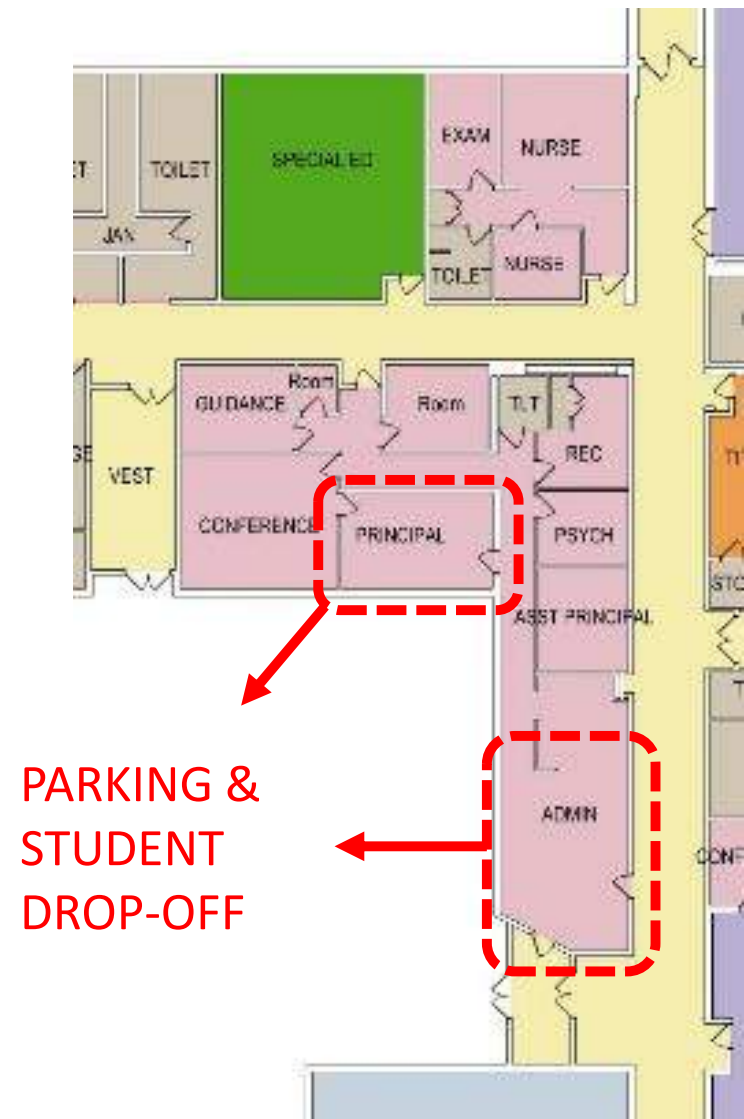 EXAM
NURSE
SPECIAL ED
TOILET
JAN
NURSE
TOILET
Room
GUIDANCE
Room
TLT
REC
VEST
CONFERENCE
PRINCIPAL
PSYCH
ASST PRINCIPAL
PARKING &
STUDENT
DROP-OFF
ADMIN